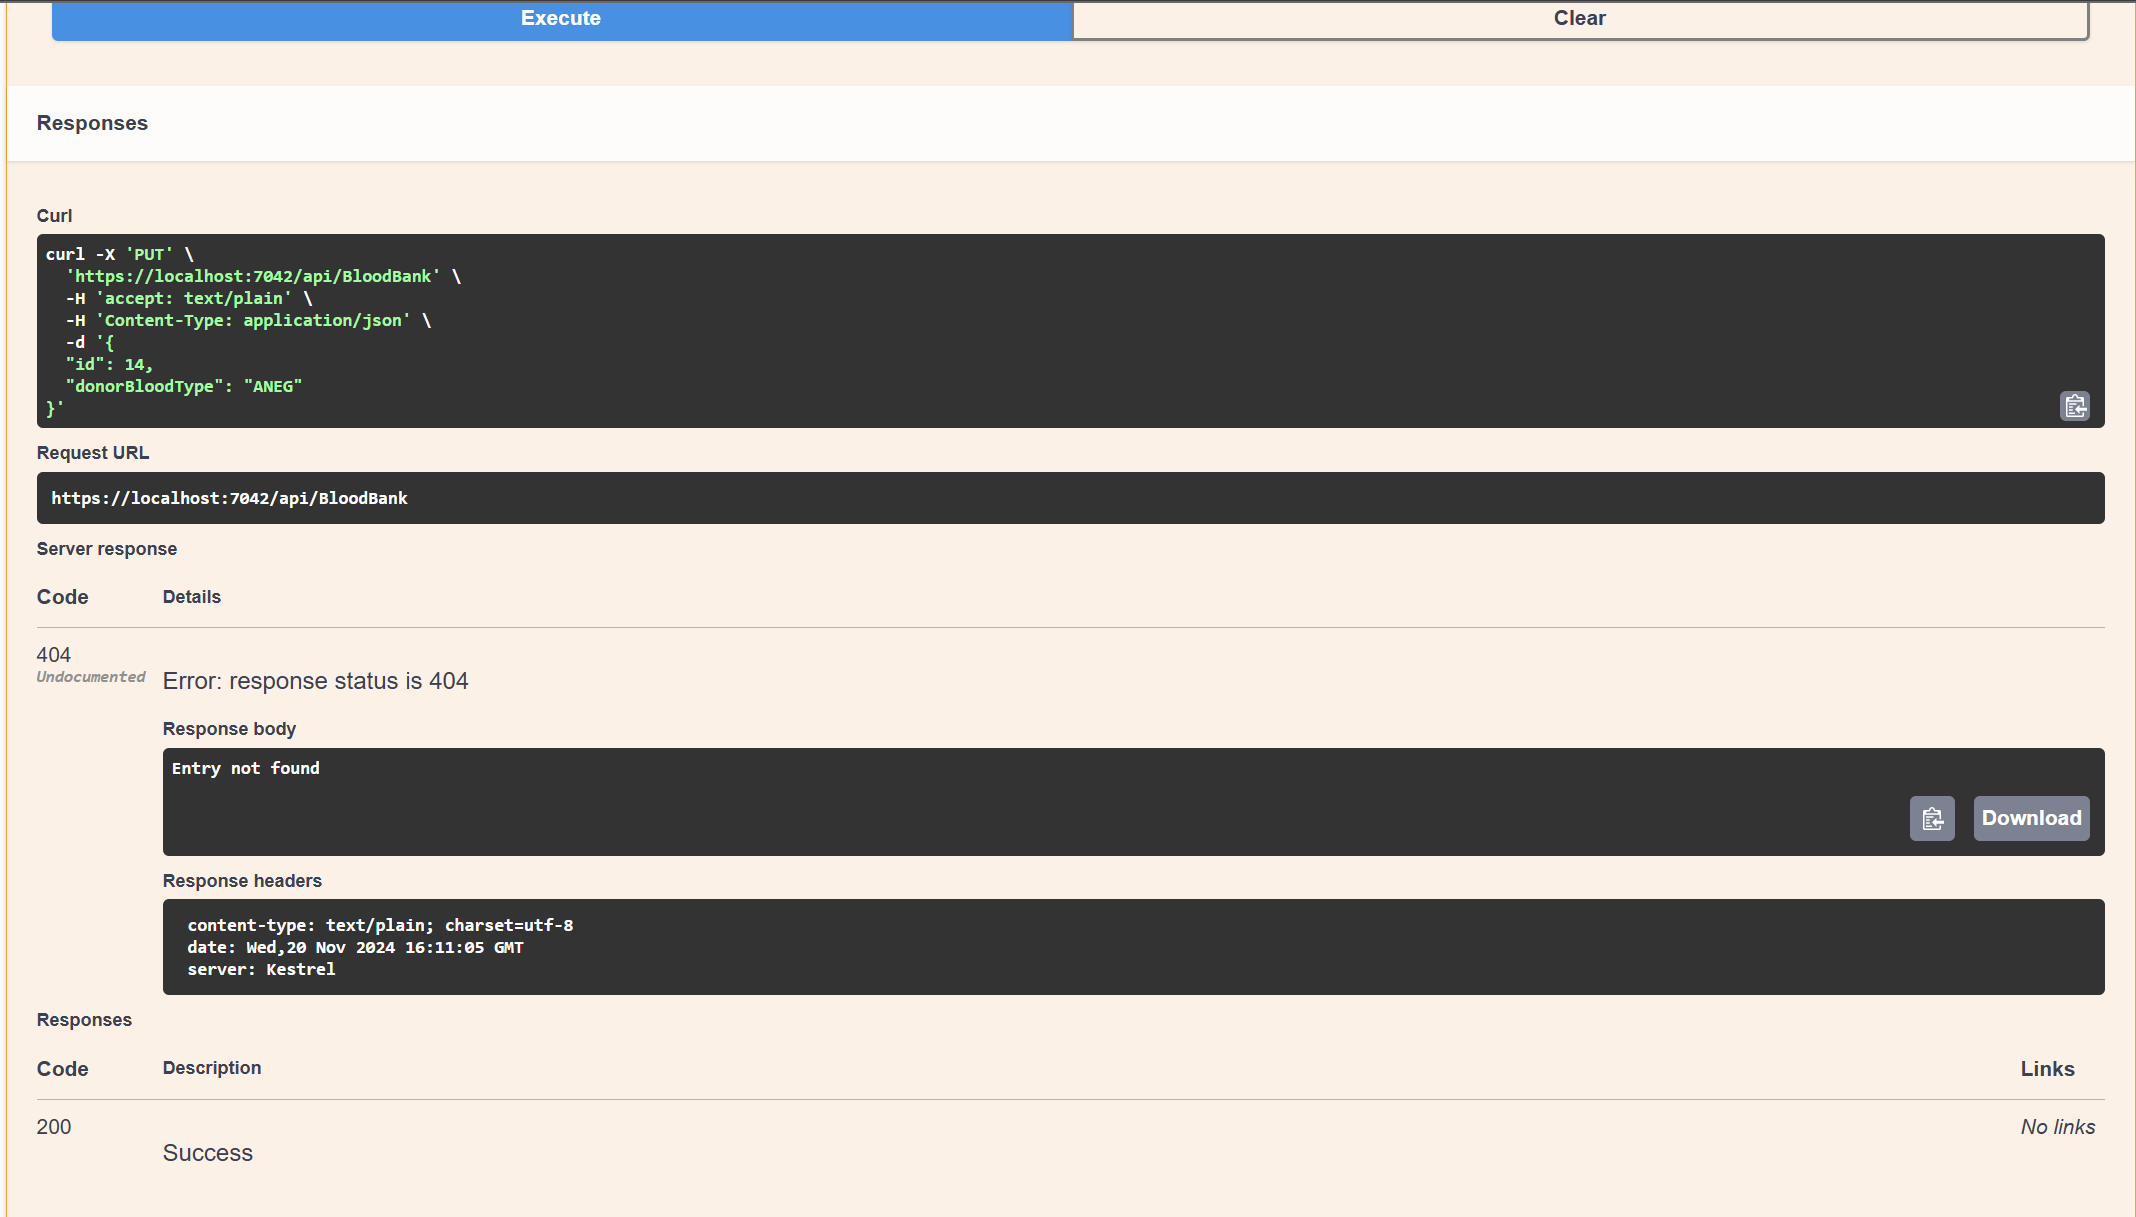 Execute
Clear
Responses
Curl
curl -X 'PUT' \
  'https://localhost:7042/api/BloodBank' \
  -H 'accept: text/plain' \
  -H 'Content-Type: application/json' \
  -d '{
  "id": 14,
  "donorBloodType": "ANEG"
}'
Request URL
https://localhost:7042/api/BloodBank
Server response
Code Details
404
Undocumented
Error: response status is 404
Response body
Entry not found
Download
Response headers
content-type: text/plain; charset=utf-8
date: Wed,20 Nov 2024 16:11:05 GMT
server: Kestrel
Responses
Code Description Links
200 No links
Success